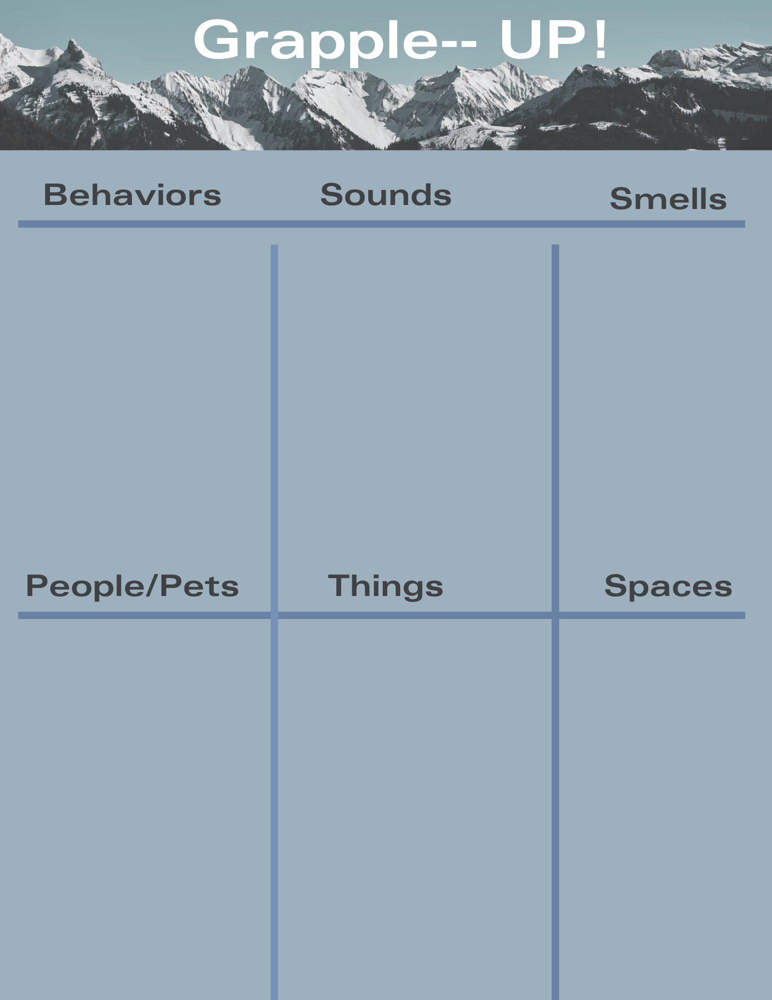 Grapple-- UP!
Behaviors Sounds Smells
People/Pets Things Spaces